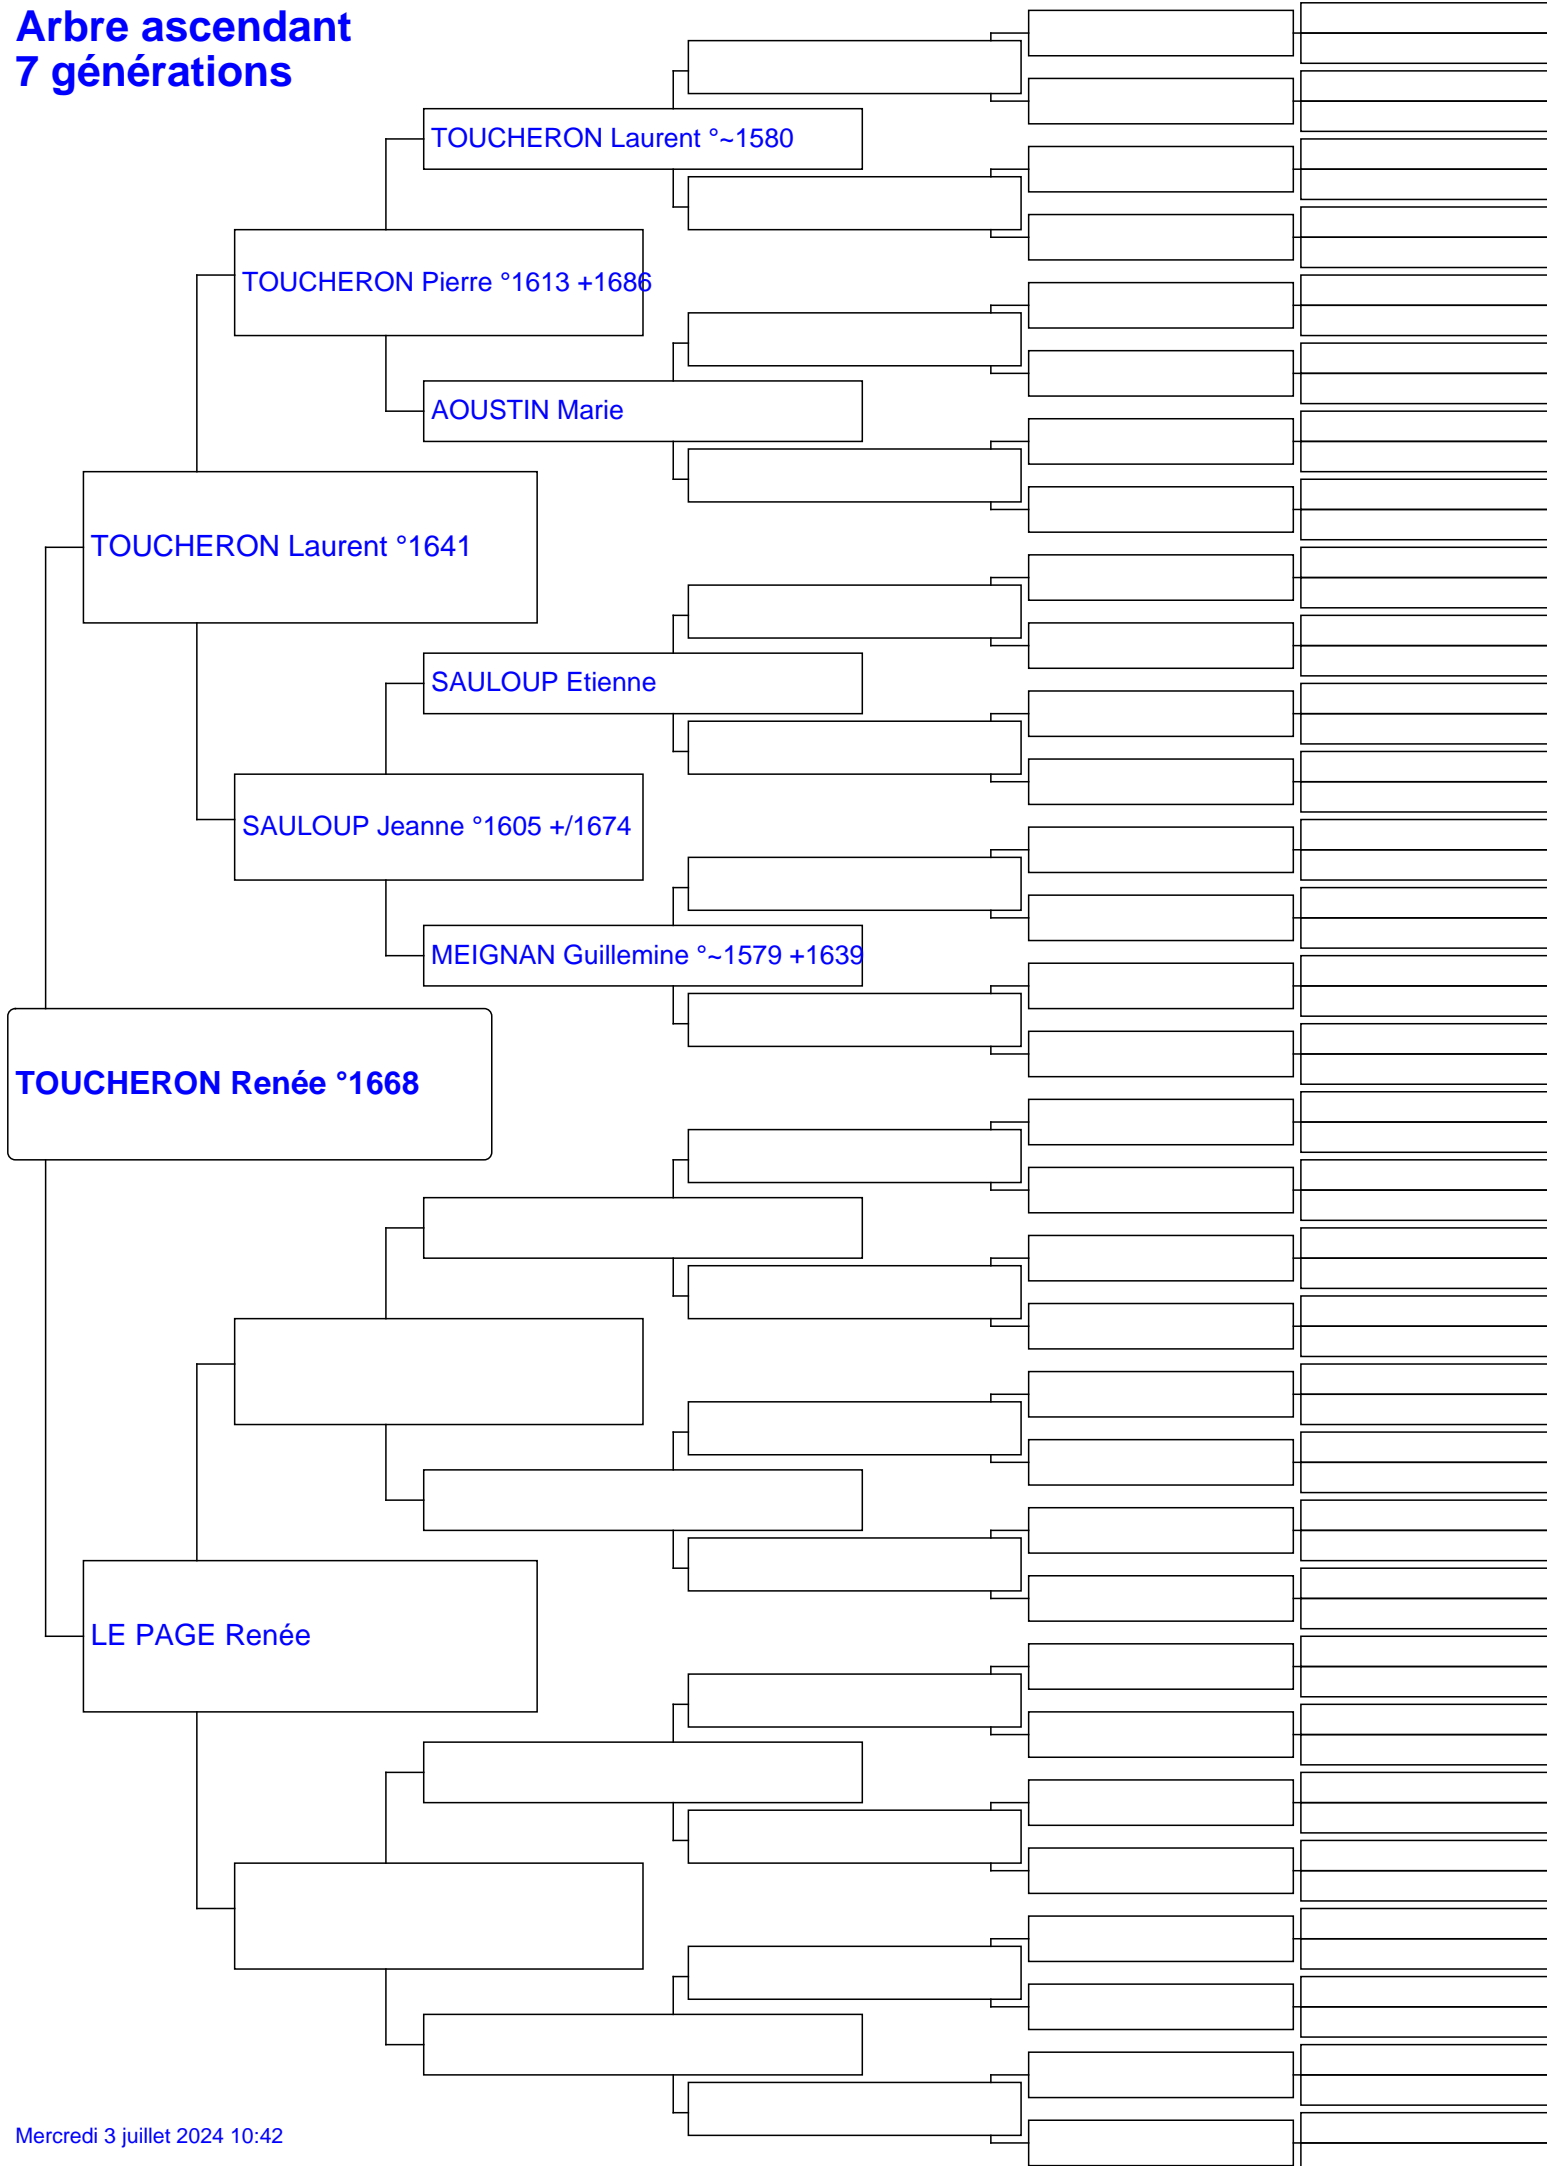 Arbre ascendant
7 générations
TOUCHERON Laurent °~1580
TOUCHERON Pierre °1613 +1686
AOUSTIN Marie
TOUCHERON Laurent °1641
SAULOUP Etienne
SAULOUP Jeanne °1605 +/1674
MEIGNAN Guillemine °~1579 +1639
TOUCHERON Renée °1668
LE PAGE Renée
Mercredi 3 juillet 2024 10:42